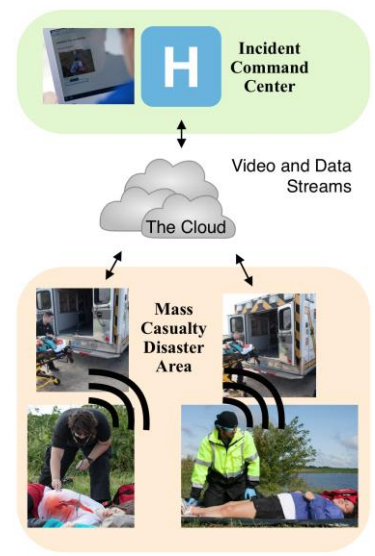 H
Incident
Command
Center
Video and Data
Streams
The Cloud
Mass
Casualty
Disaster
Area